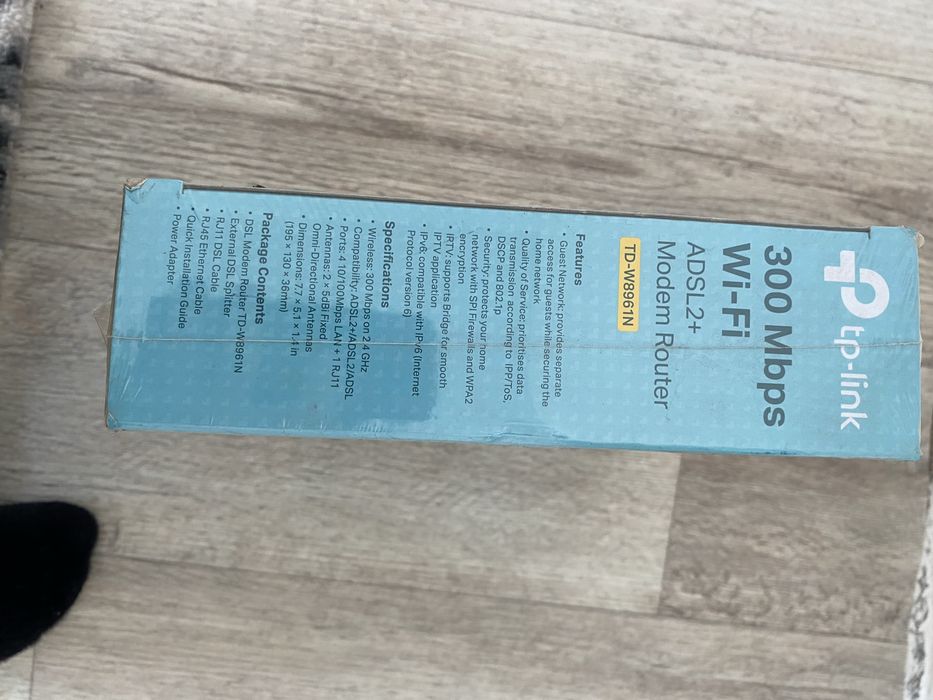 tp-link
300 Mbps
Wi-Fi
ADSL2+
Modem Router
TD-W8961N
Features
• Guest Network: provides separate
access for guests while securing the
home network
• Quality of Service: prioritises data
transmission according to IPP/ToS,
DSCP and 802.1p
• Security: protects your home
network with SPI Firewalls and WPA2
encryption
• IPTV: supports Bridge for smooth
IPTV application
• IPv6: compatible with IPv6 (Internet
Protocol version 6)
Specifications
• Wireless: 300 Mbps on 2.4 GHz
• Compatibility: ADSL2+/ADSL2/ADSL
• Ports: 4 10/100Mbps LAN + 1 RJ11
• Antennas: 2 × 5dBi Fixed
Omni-Directional Antennas
• Dimensions: 7.7 × 5.1 × 1.4 in
(195 × 130 × 36mm)
Package Contents
• DSL Modem Router TD-W8961N
• External DSL Splitter
• RJ11 DSL Cable
• RJ45 Ethernet Cable
• Quick Installation Guide
• Power Adapter